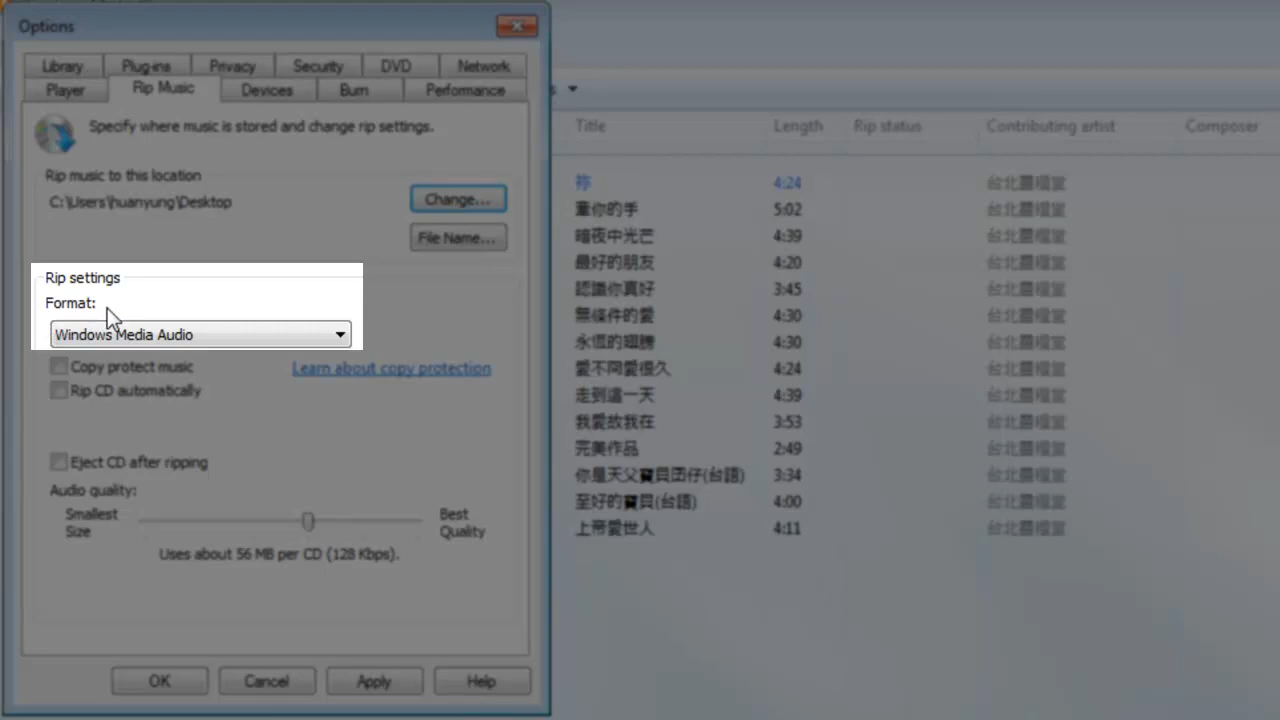 Options
Library Plug-ins Privacy Security DVD Network
Player Rip Music Devices Burn Performance
Specify where music is stored and change rip settings.
Rip music to this location
C:\Users\huanyung\Desktop
Change...
File Name...
Rip settings
Format:
Windows Media Audio
Copy protect music
Learn about copy protection
Rip CD automatically
Eject CD after ripping
Audio quality:
Smallest Size
Best Quality
Uses about 56 MB per CD (128 Kbps).
OK Cancel Apply Help
Title Length Rip status Contributing artist Composer
祢 4:24
牽你的手 5:02
暗夜中光芒 4:39
最好的朋友 4:20
認識你真好 3:45
無條件的愛 4:30
永恆的翅膀 4:30
愛不同愛很久 4:24
走到這一天 4:39
我愛故我在 3:53
完美作品 2:49
你是天父寶貝囝仔(台語) 3:34
至好的寶貝(台語) 4:00
上帝愛世人 4:11